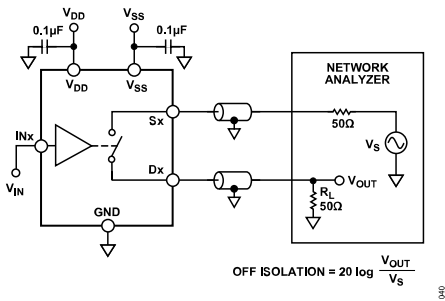 VDD
VSS
0.1µF
0.1µF
VDD
VSS
NETWORK
ANALYZER
INx
Sx
50Ω
VS
VIN
Dx
VOUT
RL
50Ω
GND
OFF ISOLATION = 20 log VOUT
VS
040